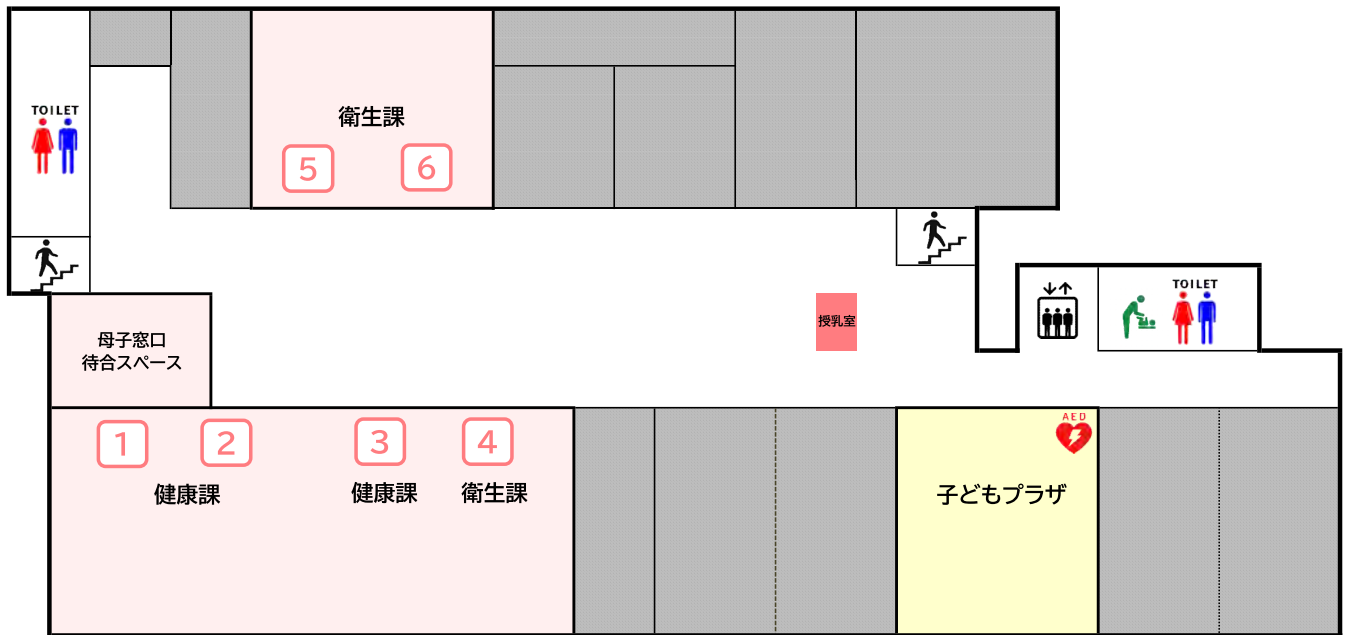 TOILET
衛生課
5
6
TOILET
授乳室
母子窓口
待合スペース
1
2
3
4
AED
健康課
健康課
衛生課
子どもプラザ